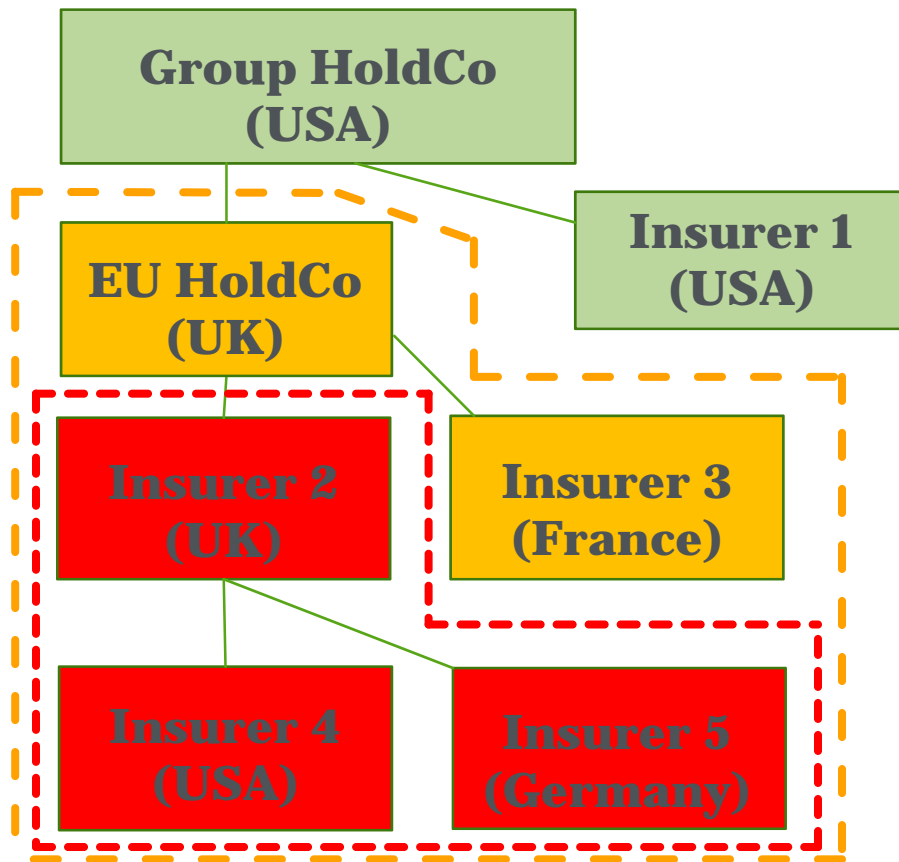 Group HoldCo
(USA)
Insurer 1
(USA)
EU HoldCo
(UK)
Insurer 2
(UK)
Insurer 3
(France)
Insurer 4
(USA)
Insurer 5
(Germany)